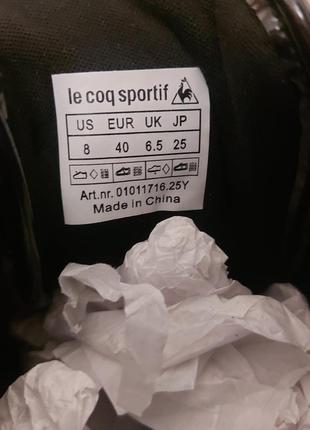 le coq sportif
US EUR UK JP
8 40 6.5 25
Art.nr. 01011716.25Y
Made in China